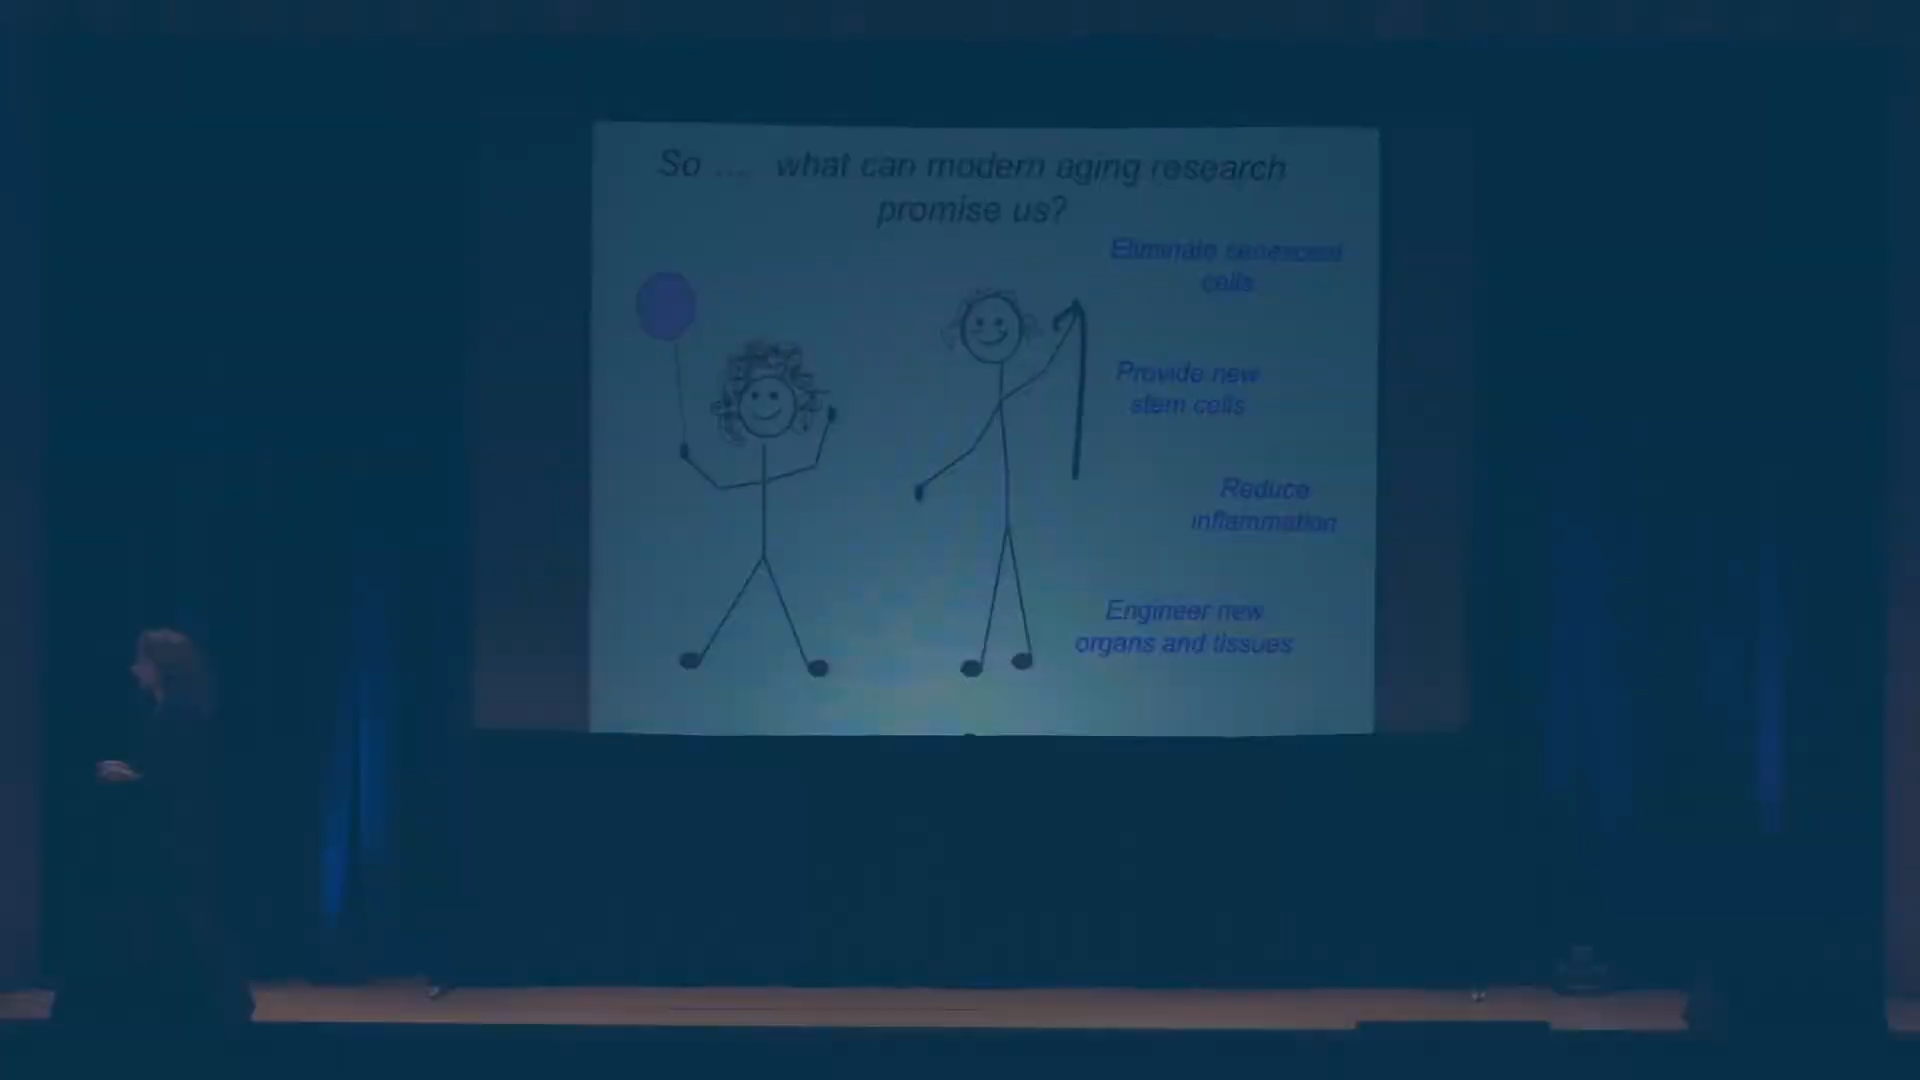 So .... what can modern aging research
promise us?
Eliminate senescent
cells
Provide new
stem cells
Reduce
inflammation
Engineer new
organs and tissues